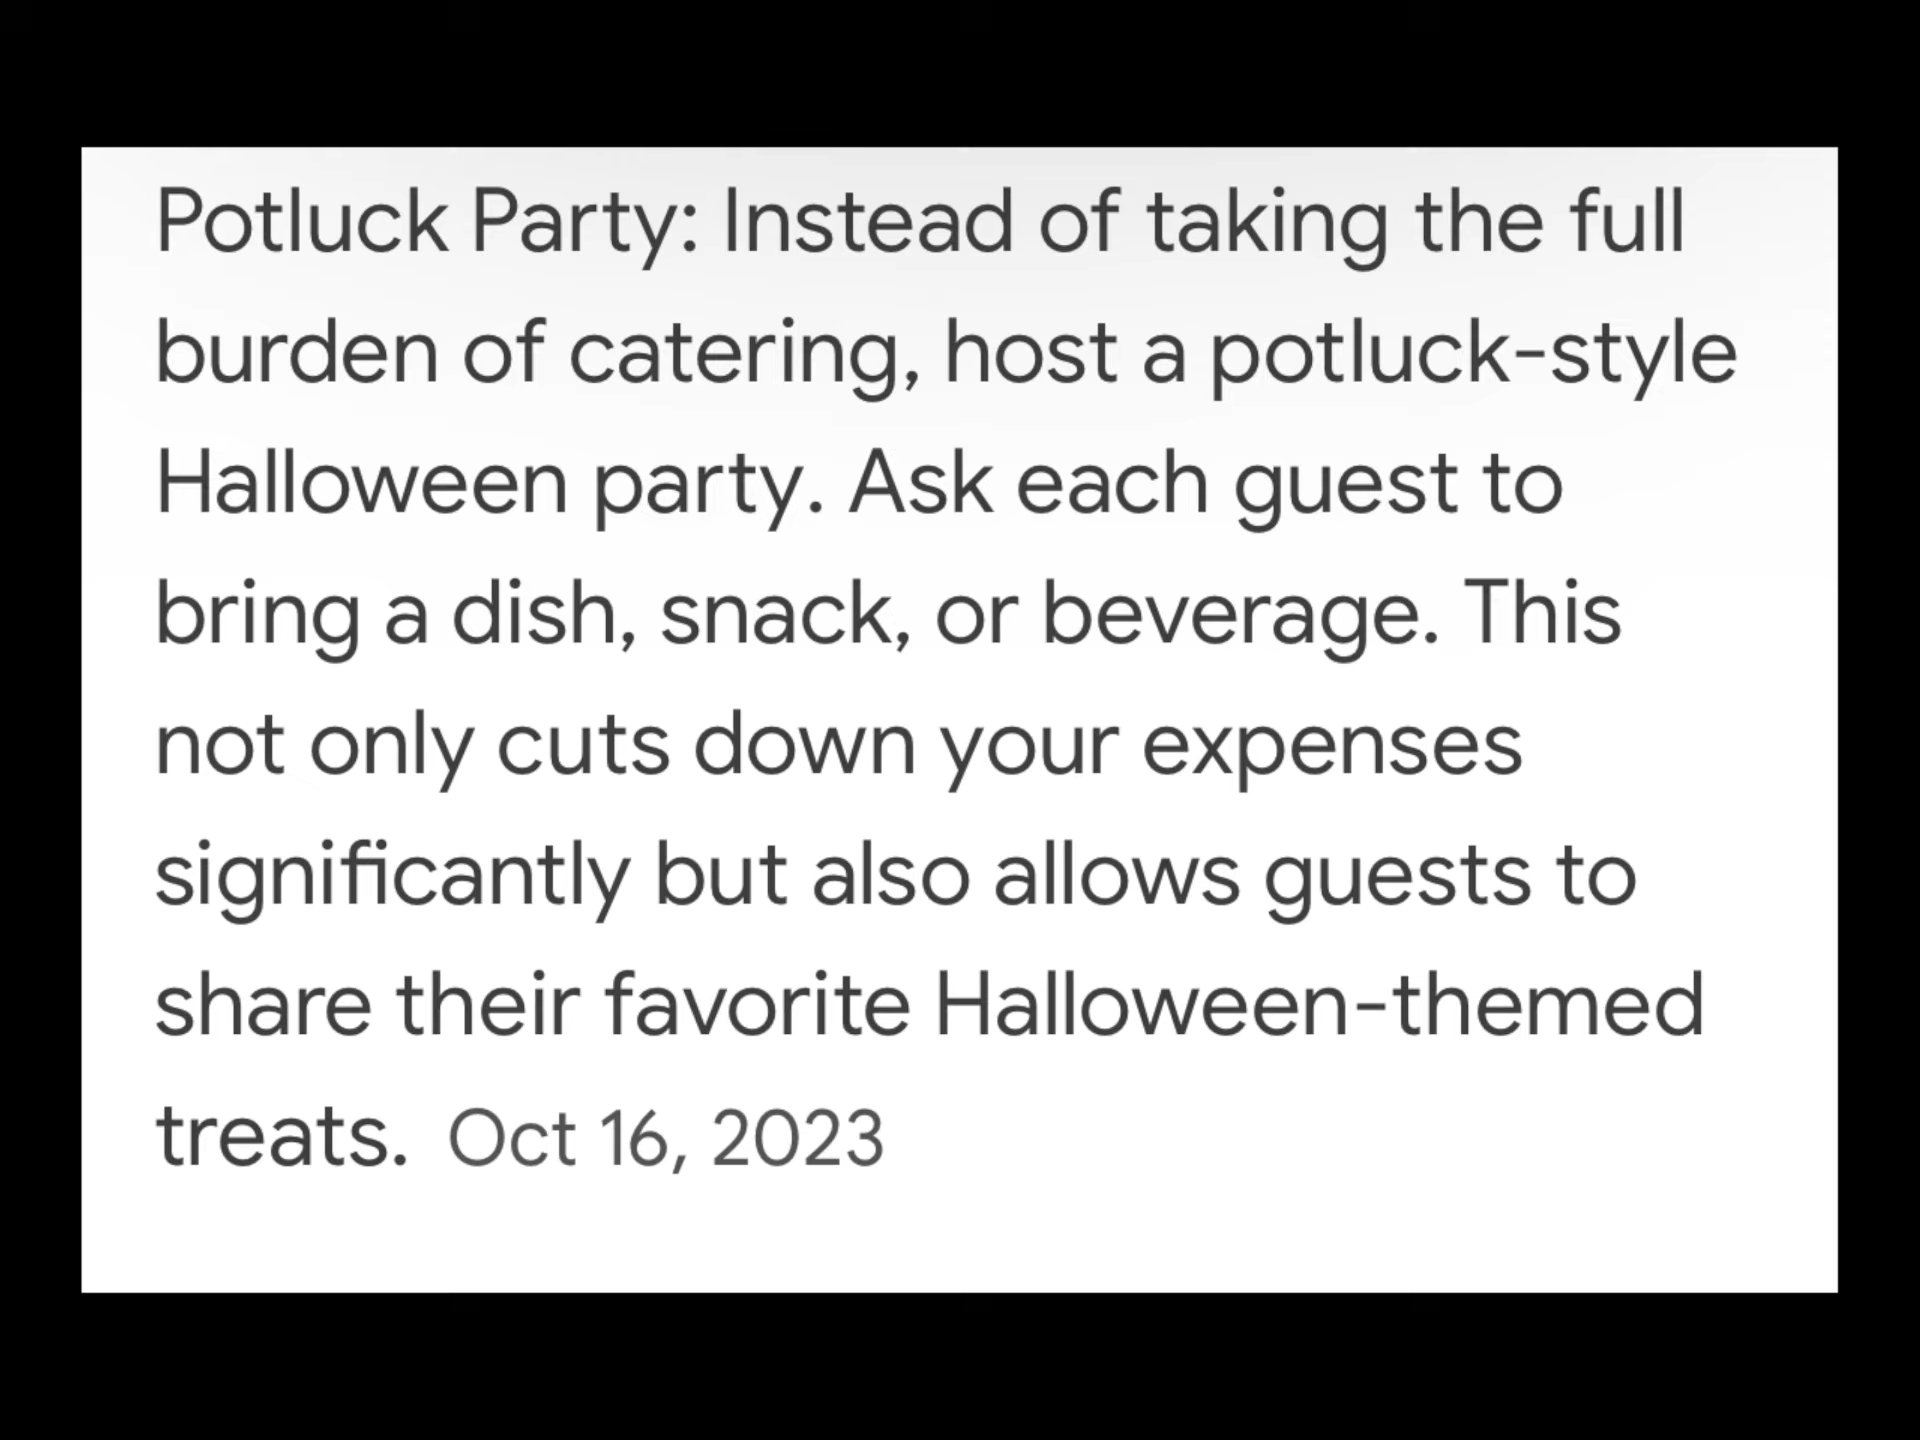 Potluck Party: Instead of taking the full
burden of catering, host a potluck-style
Halloween party. Ask each guest to
bring a dish, snack, or beverage. This
not only cuts down your expenses
significantly but also allows guests to
share their favorite Halloween-themed
treats. Oct 16, 2023